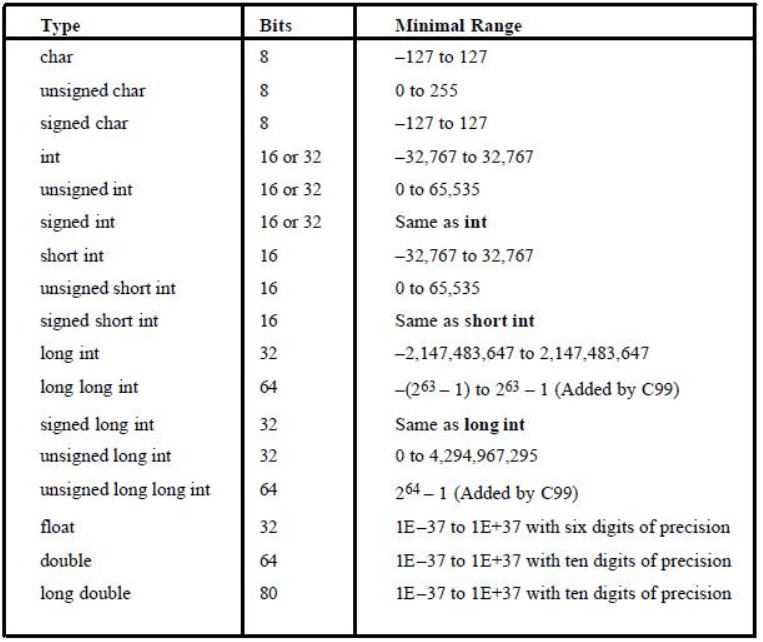 Type Bits Minimal Range
char 8 –127 to 127
unsigned char 8 0 to 255
signed char 8 –127 to 127
int 16 or 32 –32,767 to 32,767
unsigned int 16 or 32 0 to 65,535
signed int 16 or 32 Same as int
short int 16 –32,767 to 32,767
unsigned short int 16 0 to 65,535
signed short int 16 Same as short int
long int 32 –2,147,483,647 to 2,147,483,647
long long int 64 –(2⁶³ – 1) to 2⁶³ – 1 (Added by C99)
signed long int 32 Same as long int
unsigned long int 32 0 to 4,294,967,295
unsigned long long int 64 2⁶⁴ – 1 (Added by C99)
float 32 1E–37 to 1E+37 with six digits of precision
double 64 1E–37 to 1E+37 with ten digits of precision
long double 80 1E–37 to 1E+37 with ten digits of precision